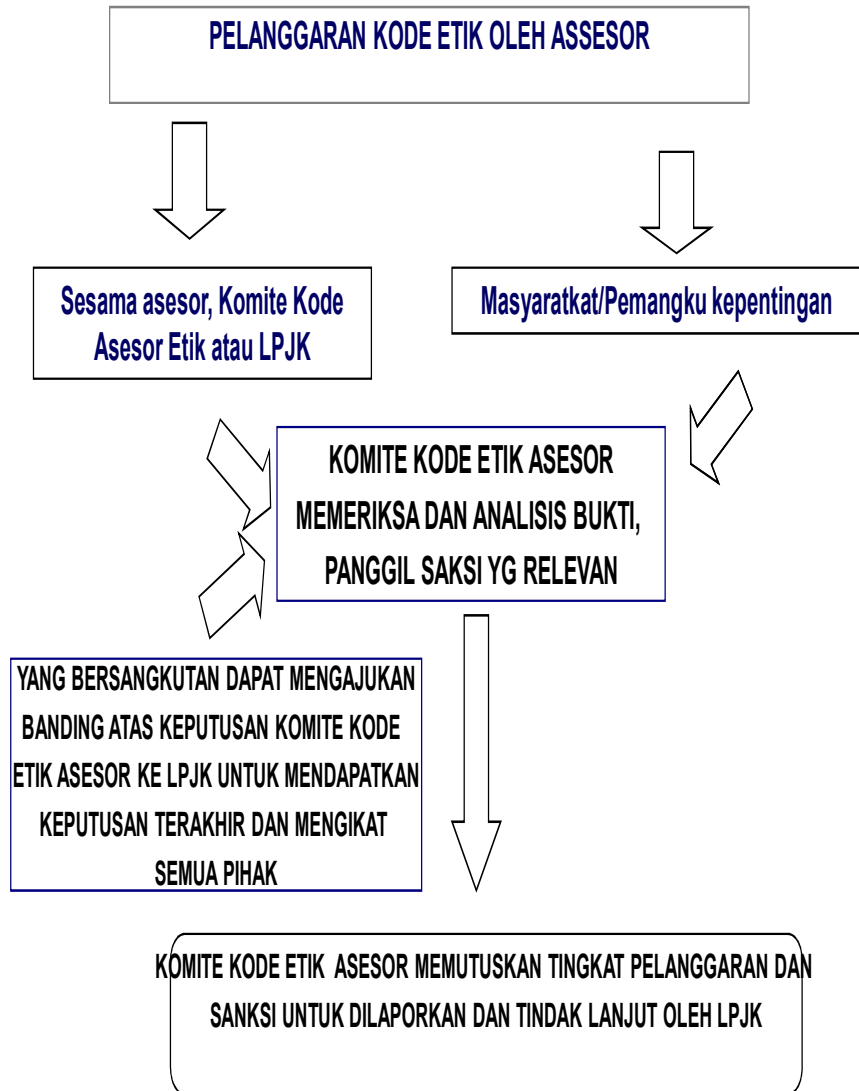 PELANGGARAN KODE ETIK OLEH ASSESOR
Sesama asesor, Komite Kode
Asesor Etik atau LPJK
Masyaratkat/Pemangku kepentingan
KOMITE KODE ETIK ASESOR
MEMERIKSA DAN ANALISIS BUKTI,
PANGGIL SAKSI YG RELEVAN
YANG BERSANGKUTAN DAPAT MENGAJUKAN
BANDING ATAS KEPUTUSAN KOMITE KODE
ETIK ASESOR KE LPJK UNTUK MENDAPATKAN
KEPUTUSAN TERAKHIR DAN MENGIKAT
SEMUA PIHAK
KOMITE KODE ETIK ASESOR MEMUTUSKAN TINGKAT PELANGGARAN DAN
SANKSI UNTUK DILAPORKAN DAN TINDAK LANJUT OLEH LPJK